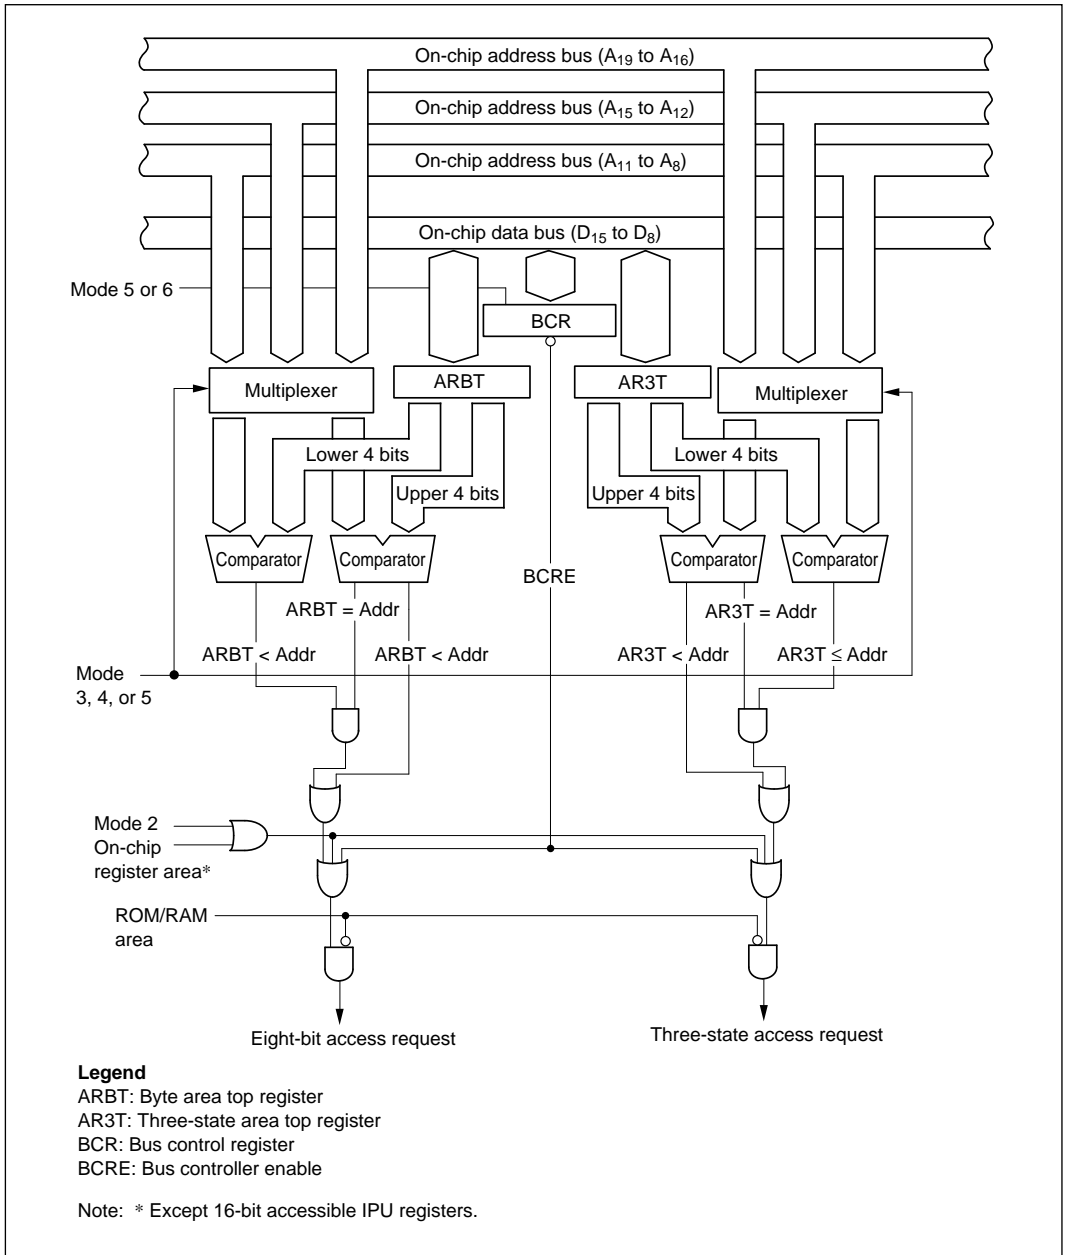 On-chip address bus (A19 to A16)
On-chip address bus (A15 to A12)
On-chip address bus (A11 to A8)
On-chip data bus (D15 to D8)
Mode 5 or 6
BCR
Multiplexer
ARBT
AR3T
Multiplexer
Lower 4 bits
Lower 4 bits
Upper 4 bits
Upper 4 bits
Comparator
Comparator
Comparator
Comparator
BCRE
ARBT = Addr
AR3T = Addr
ARBT < Addr
ARBT < Addr
AR3T < Addr
AR3T ≤ Addr
Mode
3, 4, or 5
Mode 2
On-chip
register area*
ROM/RAM
area
Eight-bit access request
Three-state access request
Legend
ARBT: Byte area top register
AR3T: Three-state area top register
BCR: Bus control register
BCRE: Bus controller enable
Note: * Except 16-bit accessible IPU registers.